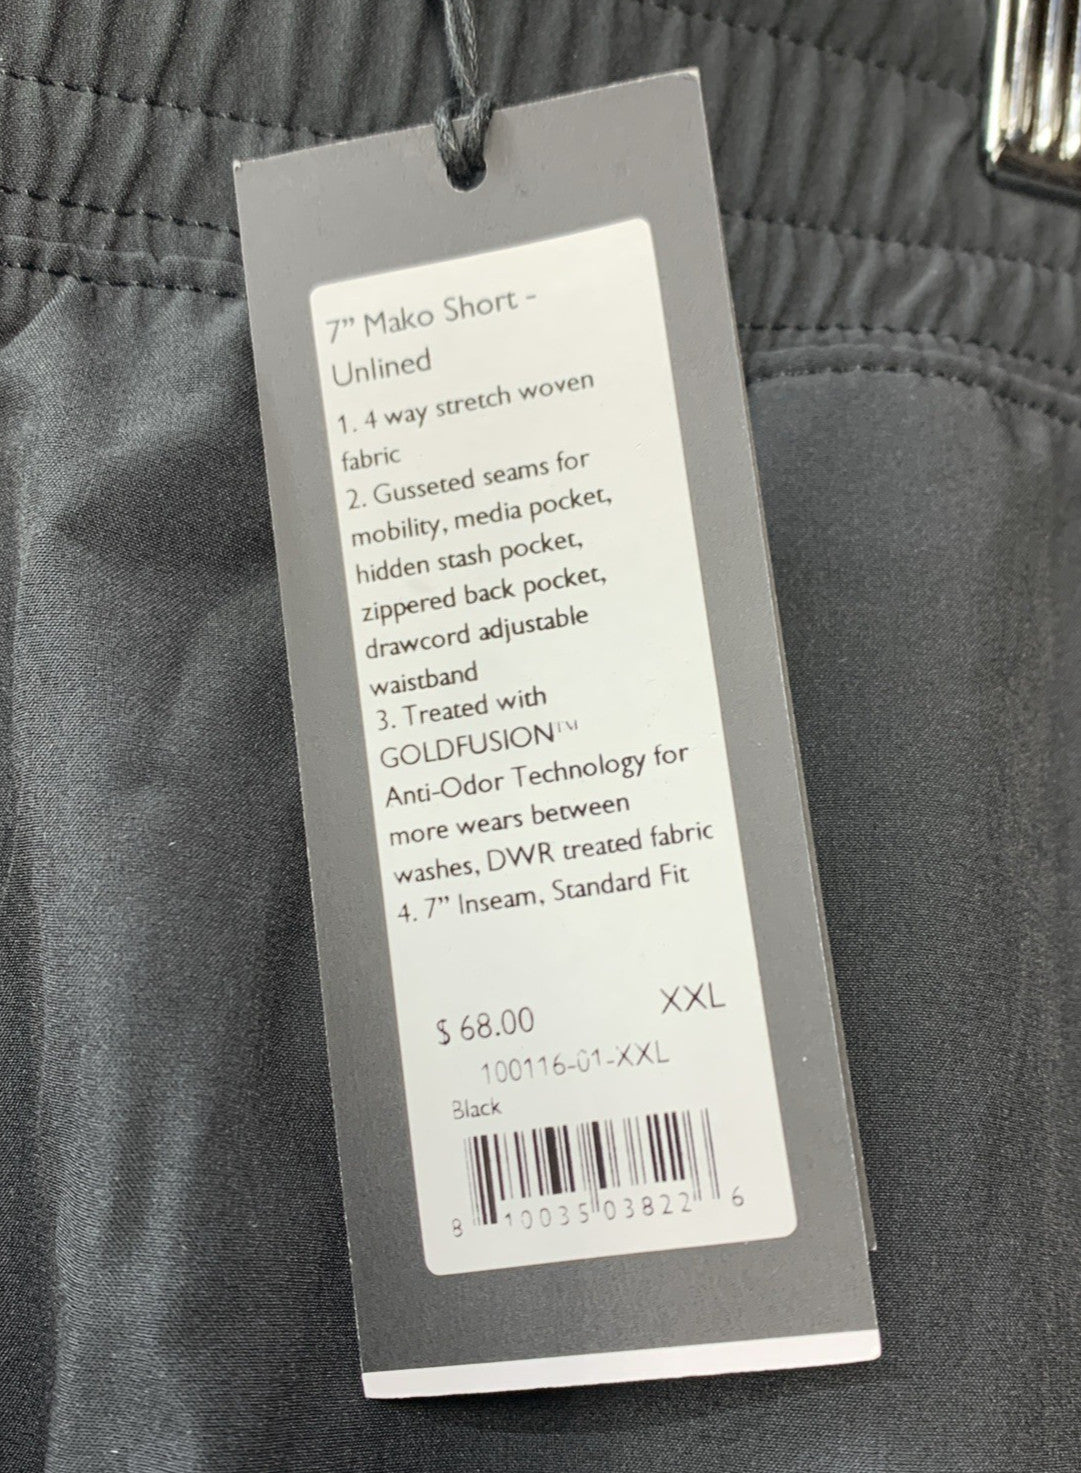 7” Mako Short -
Unlined
1. 4 way stretch woven
fabric
2. Gusseted seams for
mobility, media pocket,
hidden stash pocket,
zippered back pocket,
drawcord adjustable
waistband
3. Treated with
GOLDFUSION™
Anti-Odor Technology for
more wears between
washes, DWR treated fabric
4. 7” Inseam, Standard Fit
$ 68.00 XXL
100116-01-XXL
Black
8 10035 03822 6